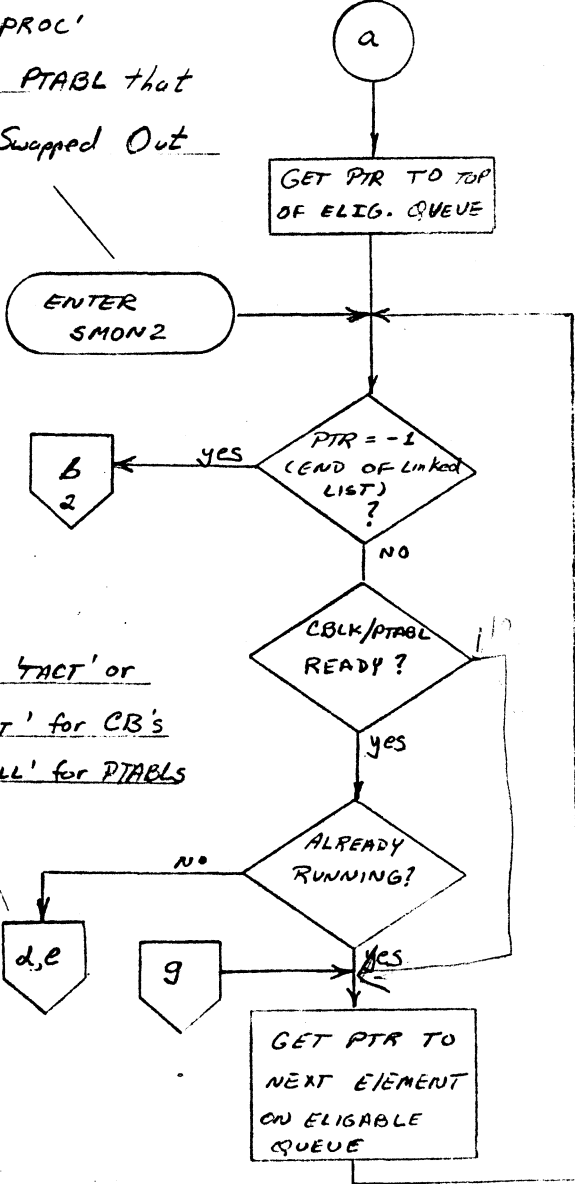 PROC'
a
PTABL that
Swapped Out
GET PTR TO TOP
OF ELIG. QUEUE
ENTER
SMON2
PTR = -1
(END OF Linked
LIST)
?
yes
b
2
NO
CBLK/PTABL
READY?
'TACT' or
T' for CB's
LL' for PTABLs
yes
ALREADY
RUNNING?
NO
yes
d,e
g
GET PTR TO
NEXT ElEMENT
ON ELIGABLE
QUEUE